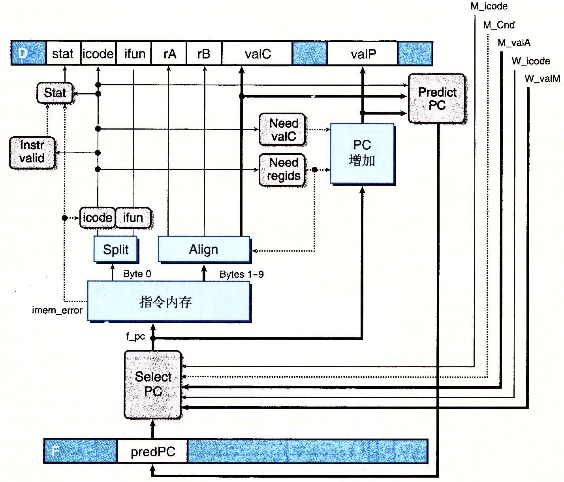 M_icode
M_Cnd
M_valA
W_icode
W_valM
D stat icode ifun rA rB valC valP
Stat
Predict
PC
Need
valC
Instr
valid
PC
增加
Need
regids
icode ifun
Split
Align
Byte 0
Bytes 1-9
指令内存
imem_error
f_pc
Select
PC
F predPC